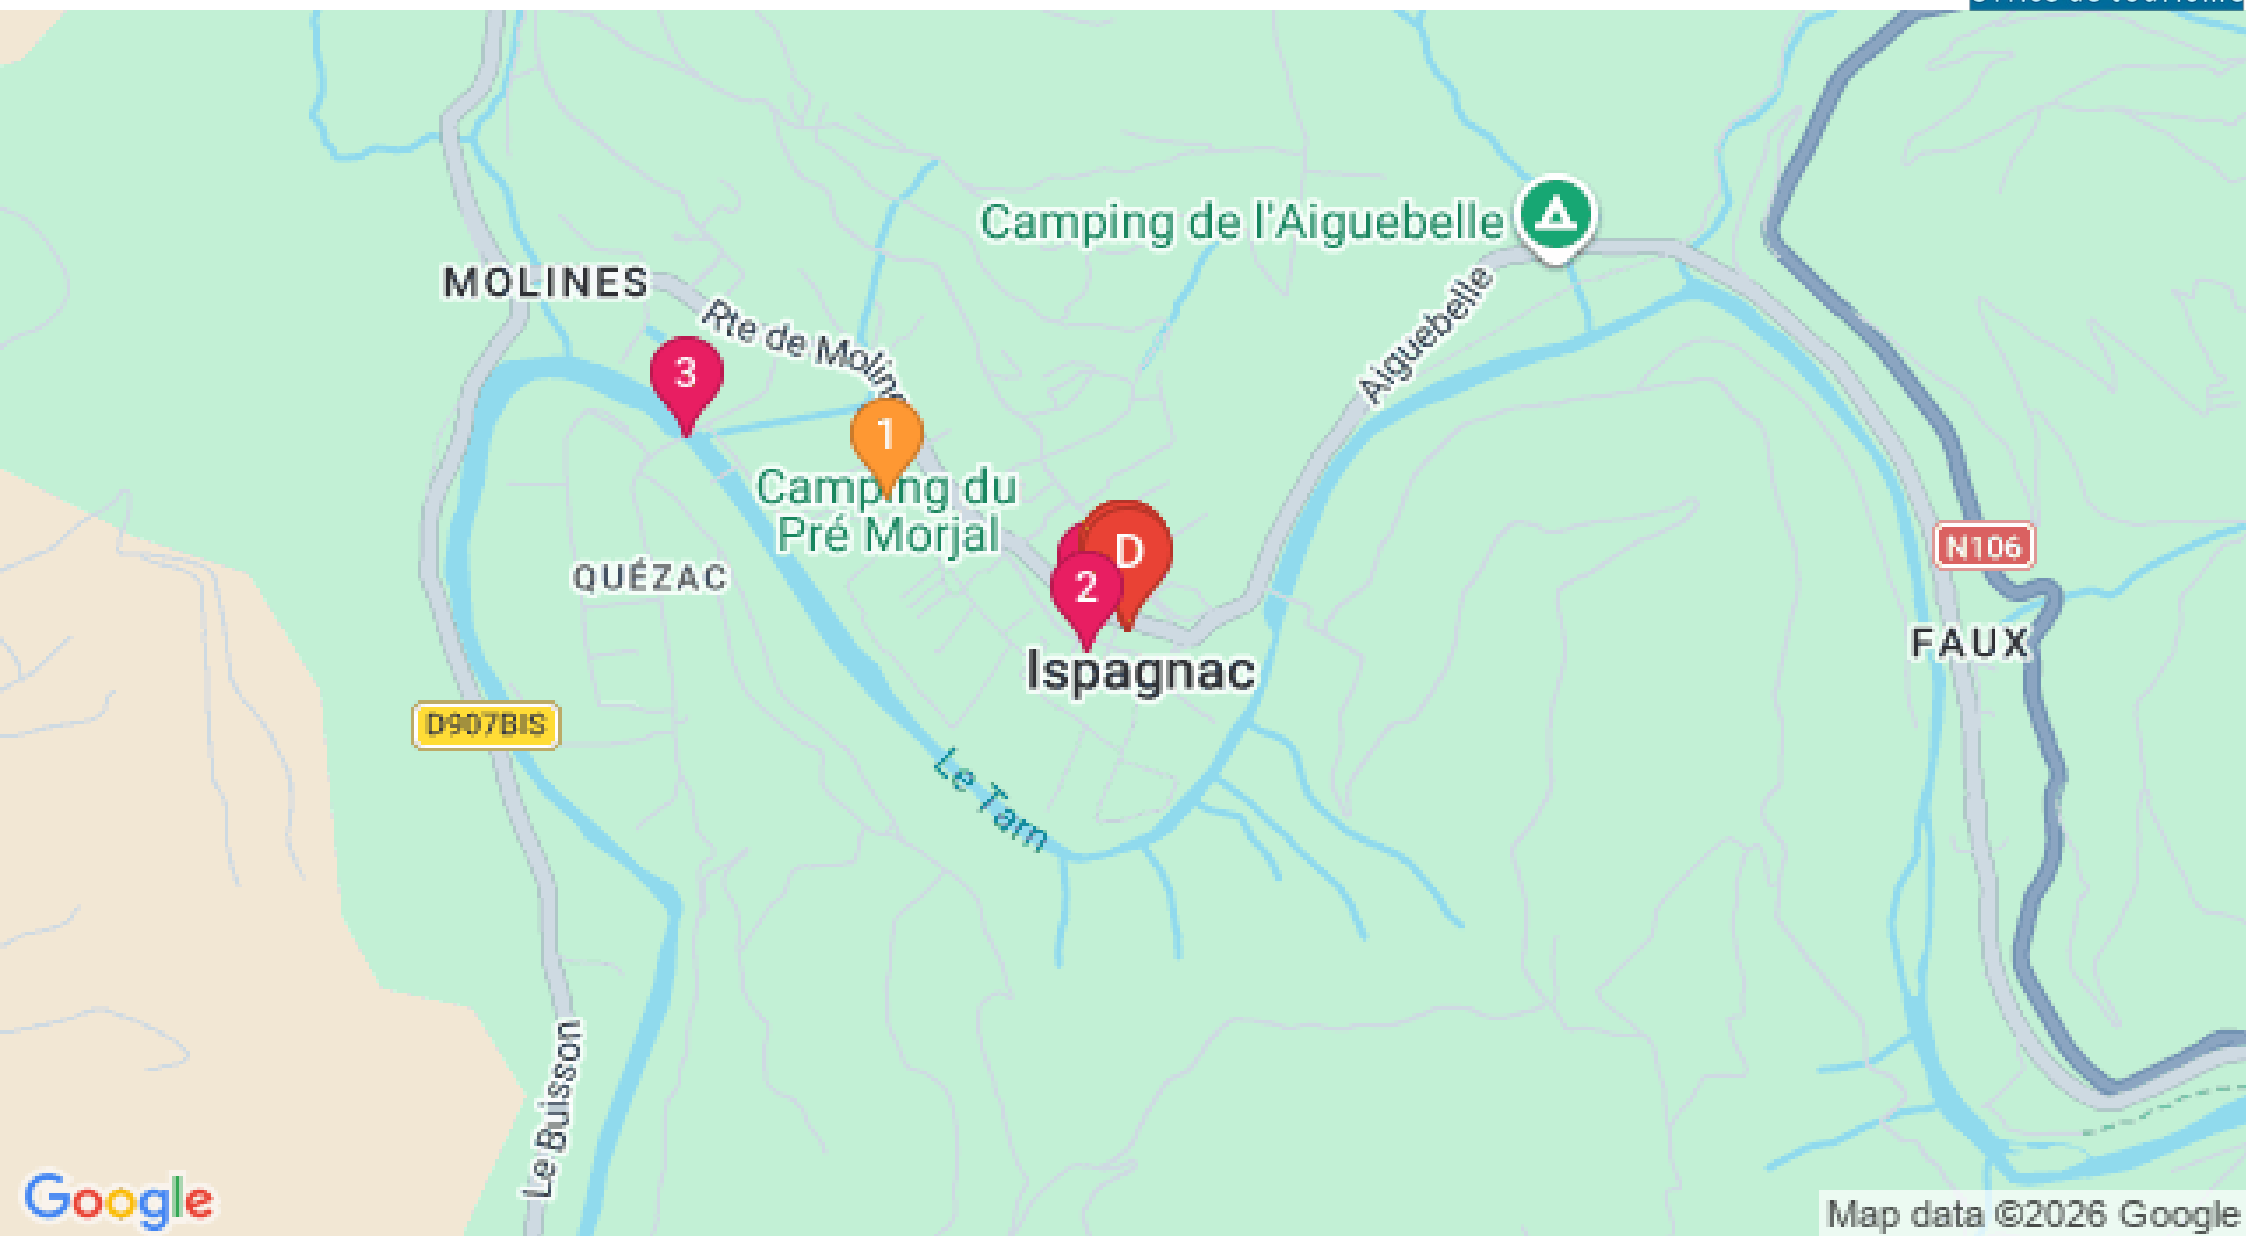 Camping de l'Aiguebelle
MOLINES
Rte de Moline
Aiguebelle
3
1
Camping du
Pré Morjal
D
N106
QUÉZAC
2
Ispagnac
FAUX
D907BIS
Le Tarn
Le Buisson
Google
Map data ©2026 Google